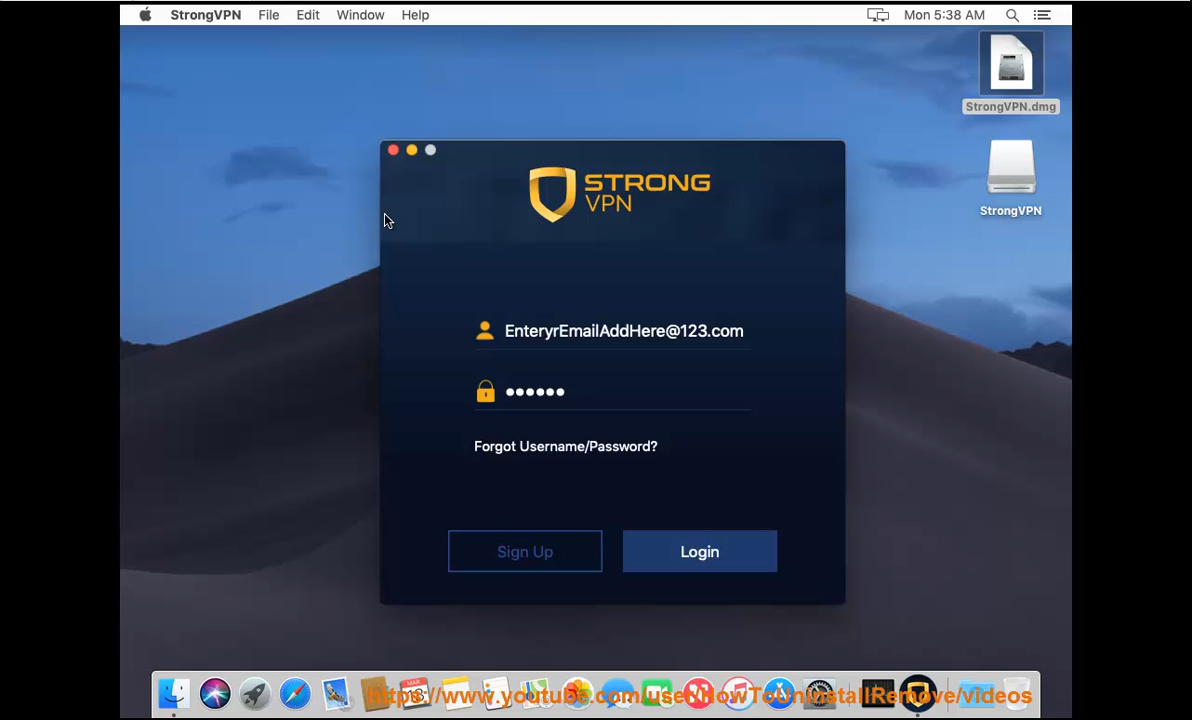 StrongVPN File Edit Window Help Mon 5:38 AM
StrongVPN.dmg
STRONG
VPN
StrongVPN
EnteryrEmailAddHere@123.com
Forgot Username/Password?
Sign Up Login
https://www.youtube.com/user/HowToUninstallRemove/videos